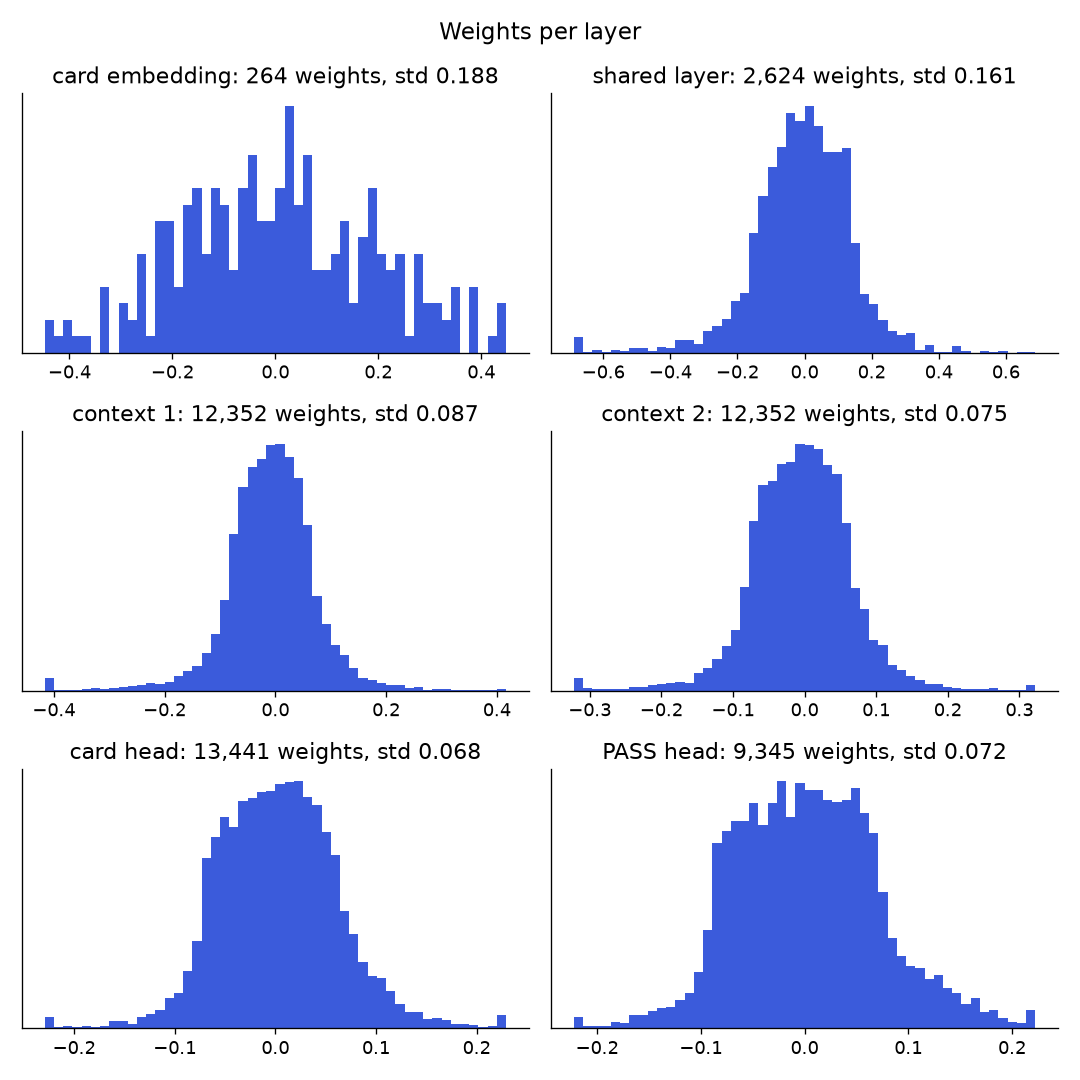 Weights per layer
card embedding: 264 weights, std 0.188
shared layer: 2,624 weights, std 0.161
−0.4 −0.2 0.0 0.2 0.4
−0.6 −0.4 −0.2 0.0 0.2 0.4 0.6
context 1: 12,352 weights, std 0.087
context 2: 12,352 weights, std 0.075
−0.4 −0.2 0.0 0.2 0.4
−0.3 −0.2 −0.1 0.0 0.1 0.2 0.3
card head: 13,441 weights, std 0.068
PASS head: 9,345 weights, std 0.072
−0.2 −0.1 0.0 0.1 0.2
−0.2 −0.1 0.0 0.1 0.2